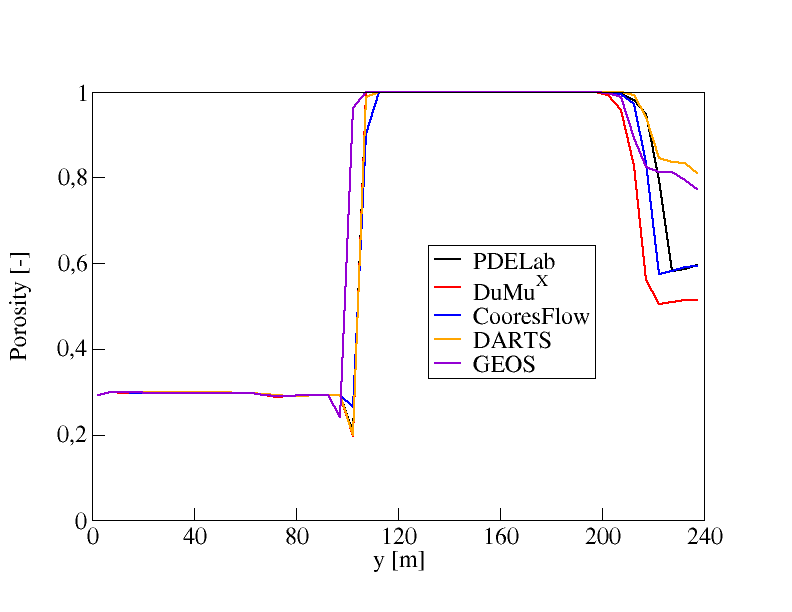 1
0,8
0,6
0,4
0,2
0
Porosity [-]
PDELab
DuMu^X
CooresFlow
DARTS
GEOS
0 40 80 120 160 200 240
y [m]